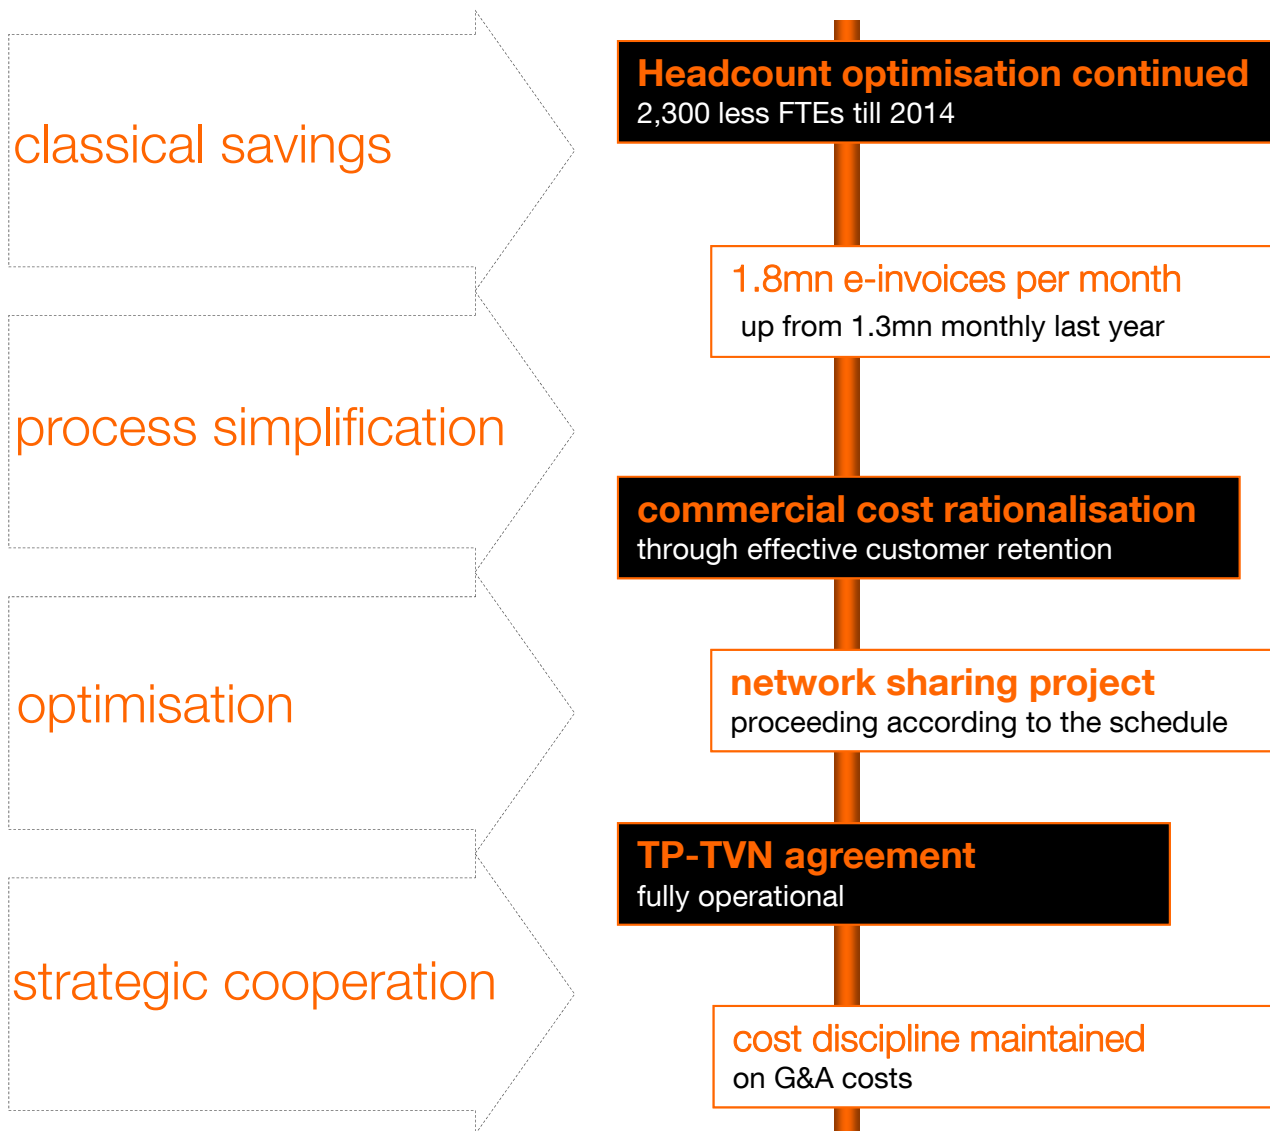 classical savings
process simplification
optimisation
strategic cooperation
Headcount optimisation continued
2,300 less FTEs till 2014
1.8mn e-invoices per month
up from 1.3mn monthly last year
commercial cost rationalisation
through effective customer retention
network sharing project
proceeding according to the schedule
TP-TVN agreement
fully operational
cost discipline maintained
on G&A costs